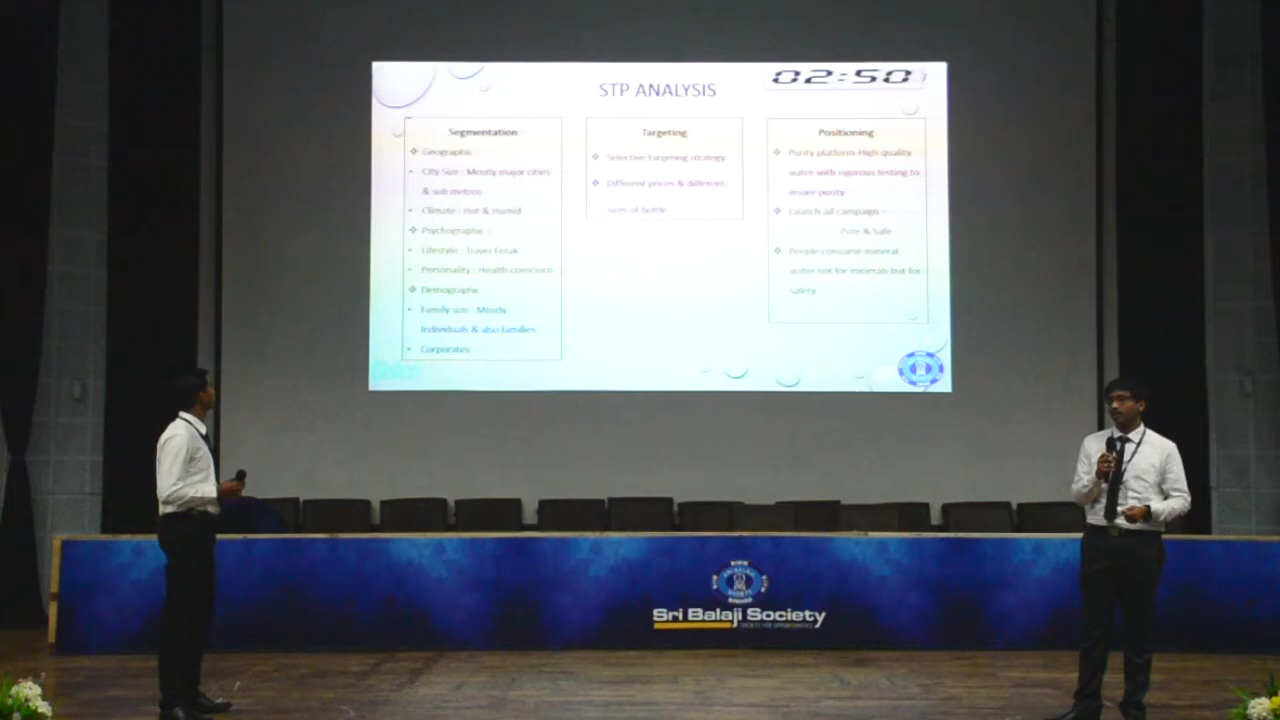 STP ANALYSIS
02:50
Segmentation
Geographic
City Size : Mostly major cities
& sub metros.
Climate : Hot & Humid
Psychographic :
Lifestyle : Travel Freak
Personality : Health conscious
Demographic
Family size : Mostly
Individuals & also families
Corporates
Targeting
Selective targeting strategy
Different prices & different
sizes of bottle
Positioning
Purity platform-High quality
water with rigorous testing to
insure purity
Launch ad campaign –
Pure & Safe
People consume mineral
water not for minerals but for
safety
Sri Balaji Society